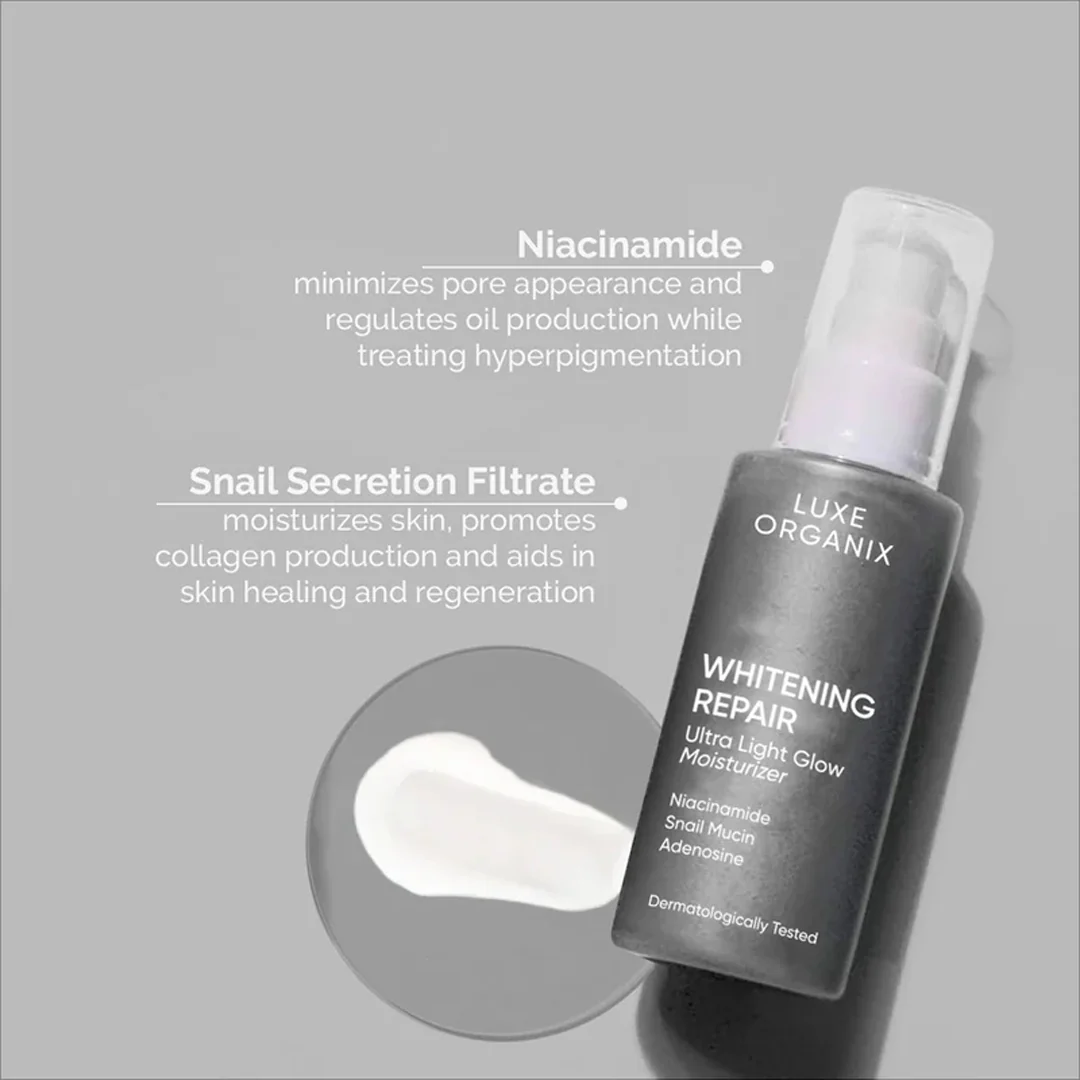 Niacinamide
minimizes pore appearance and
regulates oil production while
treating hyperpigmentation
Snail Secretion Filtrate
moisturizes skin, promotes
collagen production and aids in
skin healing and regeneration
LUXE
ORGANIX
WHITENING
REPAIR
Ultra Light Glow
Moisturizer
Niacinamide
Snail Mucin
Adenosine
Dermatologically Tested